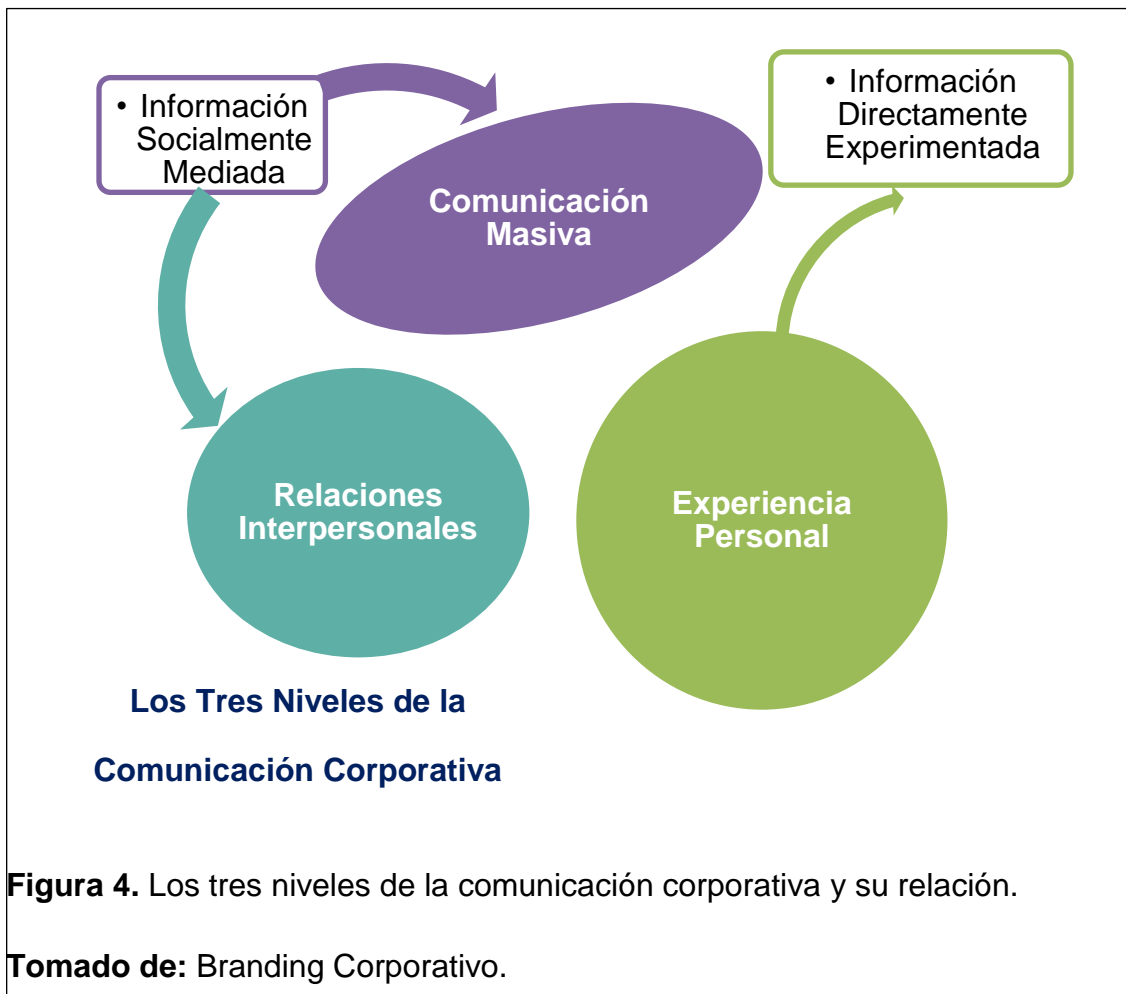 • Información
Socialmente
Mediada
• Información
Directamente
Experimentada
Comunicación
Masiva
Relaciones
Interpersonales
Experiencia
Personal
Los Tres Niveles de la
Comunicación Corporativa
Figura 4. Los tres niveles de la comunicación corporativa y su relación.
Tomado de: Branding Corporativo.